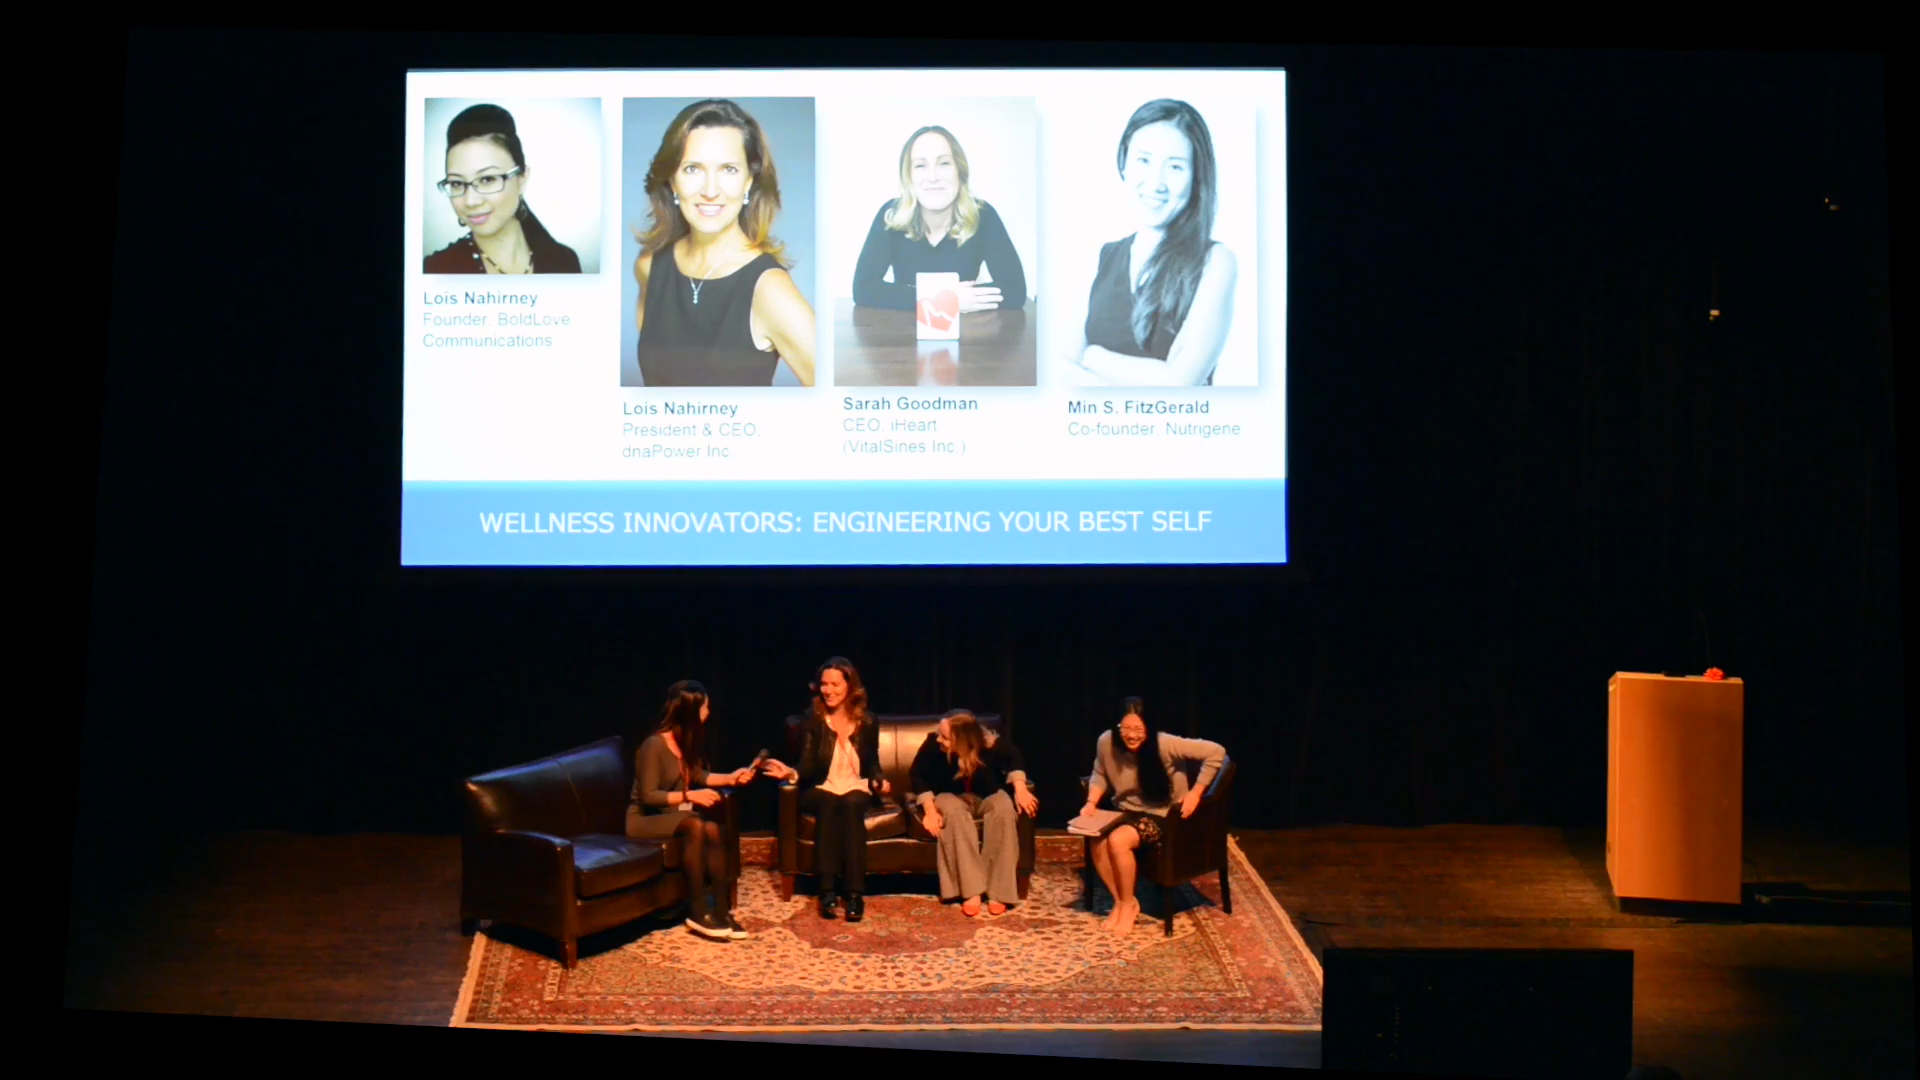 Lois Nahirney
Founder, BoldLove
Communications
Lois Nahirney
President & CEO,
dnaPower Inc.
Sarah Goodman
CEO, iHeart
(VitalSines Inc.)
Min S. FitzGerald
Co-founder, Nutrigene
WELLNESS INNOVATORS: ENGINEERING YOUR BEST SELF